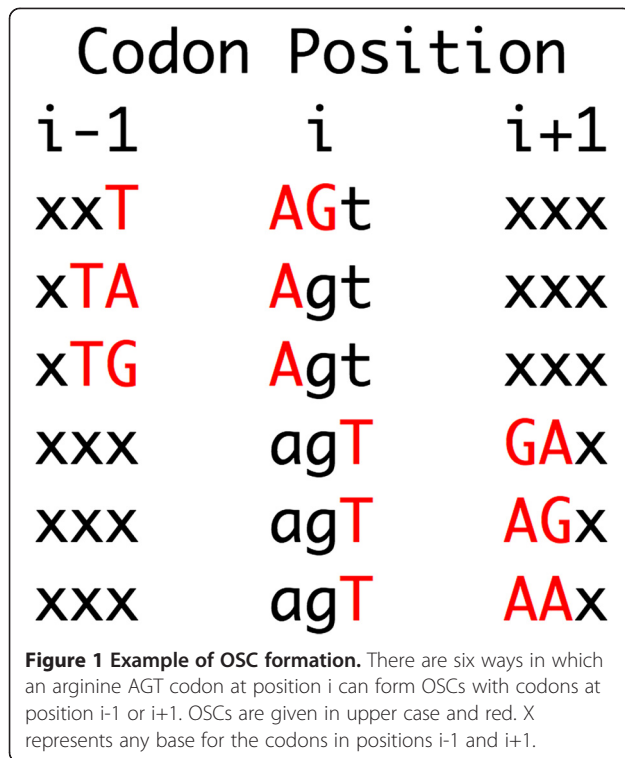 Codon Position
i-1 i i+1
xxT AGt xxx
xTA Agt xxx
xTG Agt xxx
xxx agT GAx
xxx agT AGx
xxx agT AAx
Figure 1 Example of OSC formation. There are six ways in which
an arginine AGT codon at position i can form OSCs with codons at
position i-1 or i+1. OSCs are given in upper case and red. X
represents any base for the codons in positions i-1 and i+1.